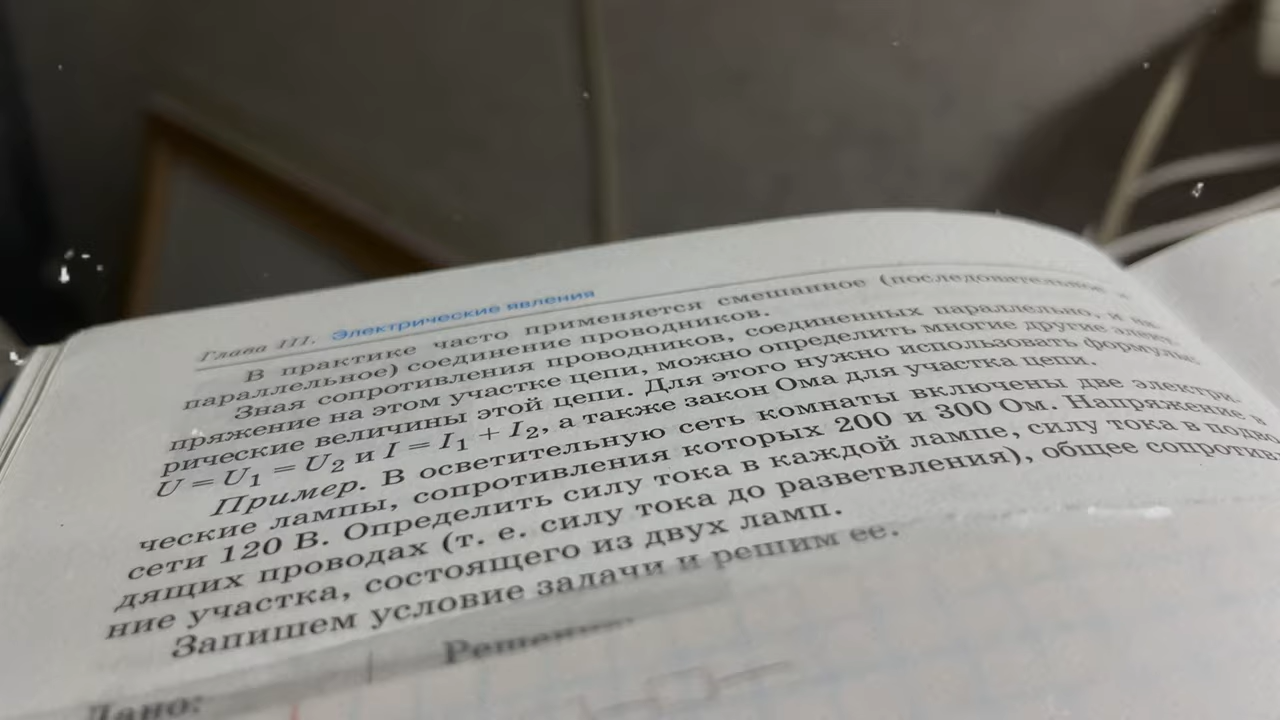 Глава III. Электрические явления
В практике часто применяется смешанное (последовательное и
параллельное) соединение проводников.
Зная сопротивления проводников, соединенных параллельно, и на-
пряжение на этом участке цепи, можно определить многие другие элект-
рические величины этой цепи. Для этого нужно использовать формулы:
U = U₁ = U₂ и I = I₁ + I₂, а также закон Ома для участка цепи.
Пример. В осветительную сеть комнаты включены две электри-
ческие лампы, сопротивления которых 200 и 300 Ом. Напряжение в
сети 120 В. Определить силу тока в каждой лампе, силу тока в подво-
дящих проводах (т. е. силу тока до разветвления), общее сопротив-
ние участка, состоящего из двух ламп.
Запишем условие задачи и решим ее.
Дано: Решение.